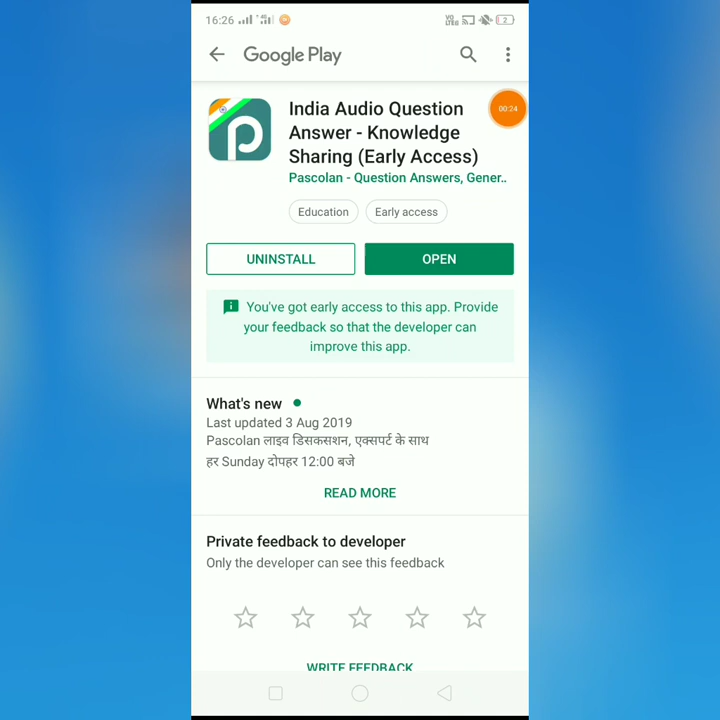 16:26
Google Play
India Audio Question
Answer - Knowledge
Sharing (Early Access)
00:24
Pascolan - Question Answers, Gener..
Education
Early access
UNINSTALL
OPEN
You've got early access to this app. Provide
your feedback so that the developer can
improve this app.
What's new
Last updated 3 Aug 2019
Pascolan लाइव डिसकसशन, एक्सपर्ट के साथ
हर Sunday दोपहर 12:00 बजे
READ MORE
Private feedback to developer
Only the developer can see this feedback
WRITE FEEDBACK